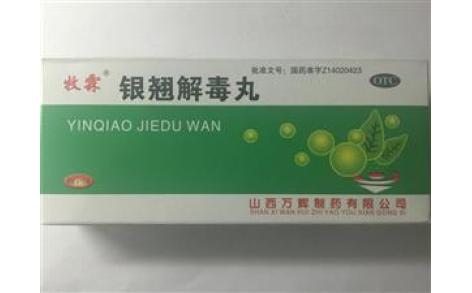 批准文号：国药准字Z14020423
牧霖®
银翘解毒丸
OTC
YINQIAO JIEDU WAN
山西万辉制药有限公司
SHAN XI WAN HUI ZHI YAO YOU XIAN GONG SI